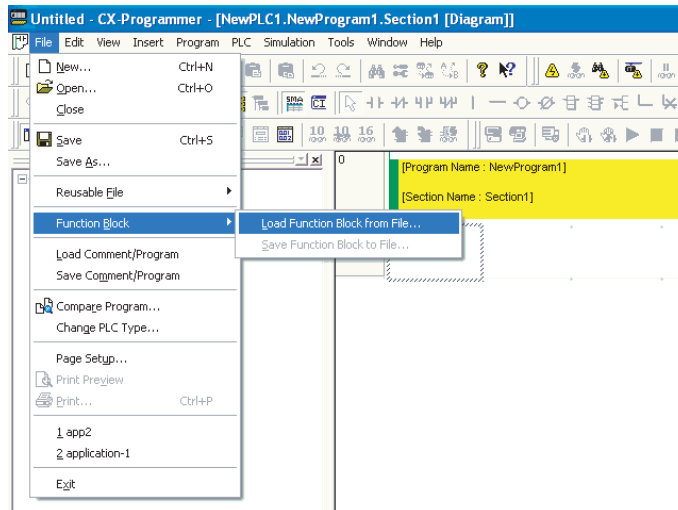 Untitled - CX-Programmer - [NewPLC1.NewProgram1.Section1 [Diagram]]
File Edit View Insert Program PLC Simulation Tools Window Help
New... Ctrl+N
Open... Ctrl+O
Close
Save Ctrl+S
Save As...
Reusable File
Function Block
Load Function Block from File...
Save Function Block to File...
Load Comment/Program
Save Comment/Program
Compare Program...
Change PLC Type...
Page Setup...
Print Preview
Print... Ctrl+P
1 app2
2 application-1
Exit
SMA
CI
10 10 16
0
[Program Name : NewProgram1]
[Section Name : Section1]